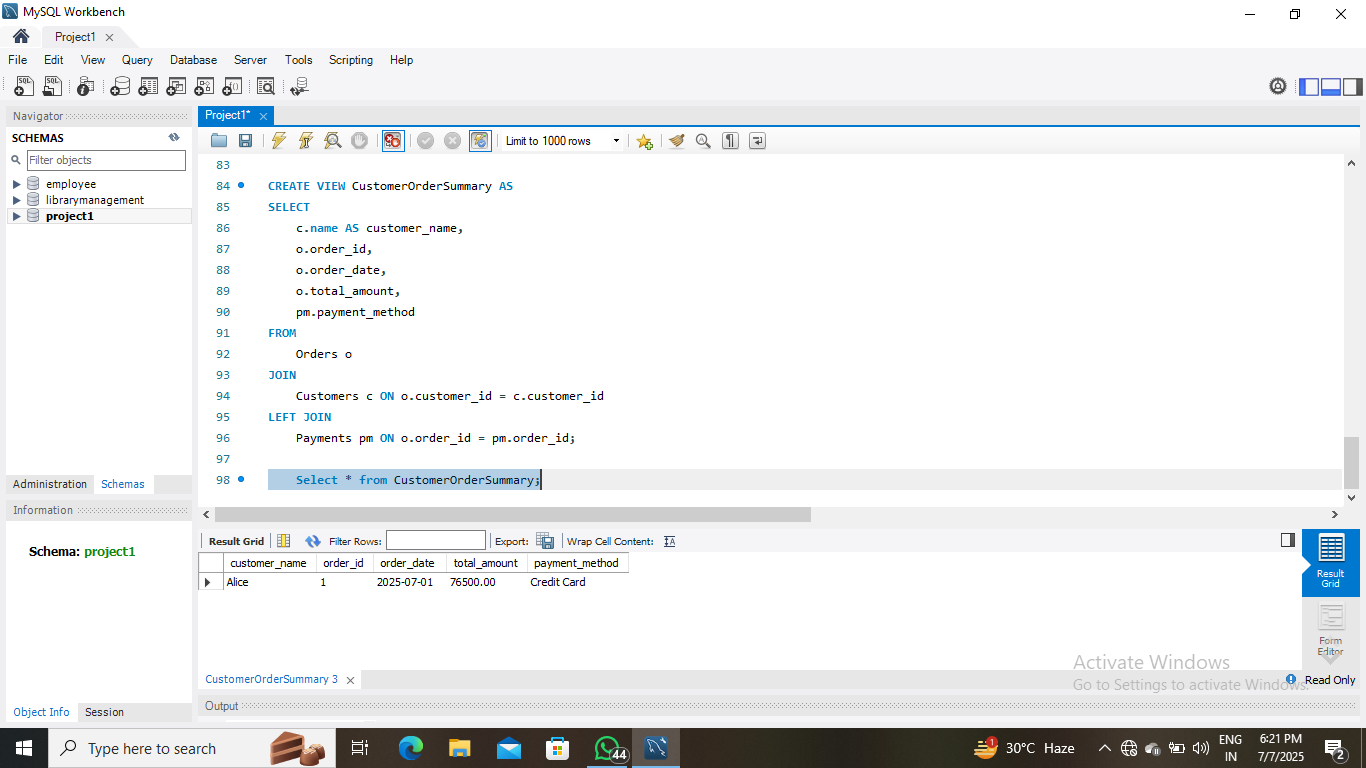 MySQL Workbench
Project1
File Edit View Query Database Server Tools Scripting Help
Navigator
SCHEMAS
Filter objects
employee
librarymanagement
project1
Administration Schemas
Information
Schema: project1
Object Info Session
Project1*
Limit to 1000 rows
83
84 CREATE VIEW CustomerOrderSummary AS
85 SELECT
86 c.name AS customer_name,
87 o.order_id,
88 o.order_date,
89 o.total_amount,
90 pm.payment_method
91 FROM
92 Orders o
93 JOIN
94 Customers c ON o.customer_id = c.customer_id
95 LEFT JOIN
96 Payments pm ON o.order_id = pm.order_id;
97
98 Select * from CustomerOrderSummary;
Result Grid Filter Rows: Export: Wrap Cell Content:
customer_name order_id order_date total_amount payment_method
Alice 1 2025-07-01 76500.00 Credit Card
Result
Grid
Form
Editor
Activate Windows
Go to Settings to activate Windows.
CustomerOrderSummary 3
Read Only
Output
Type here to search
44
1
30°C Haze
ENG
IN
6:21 PM
7/7/2025
2